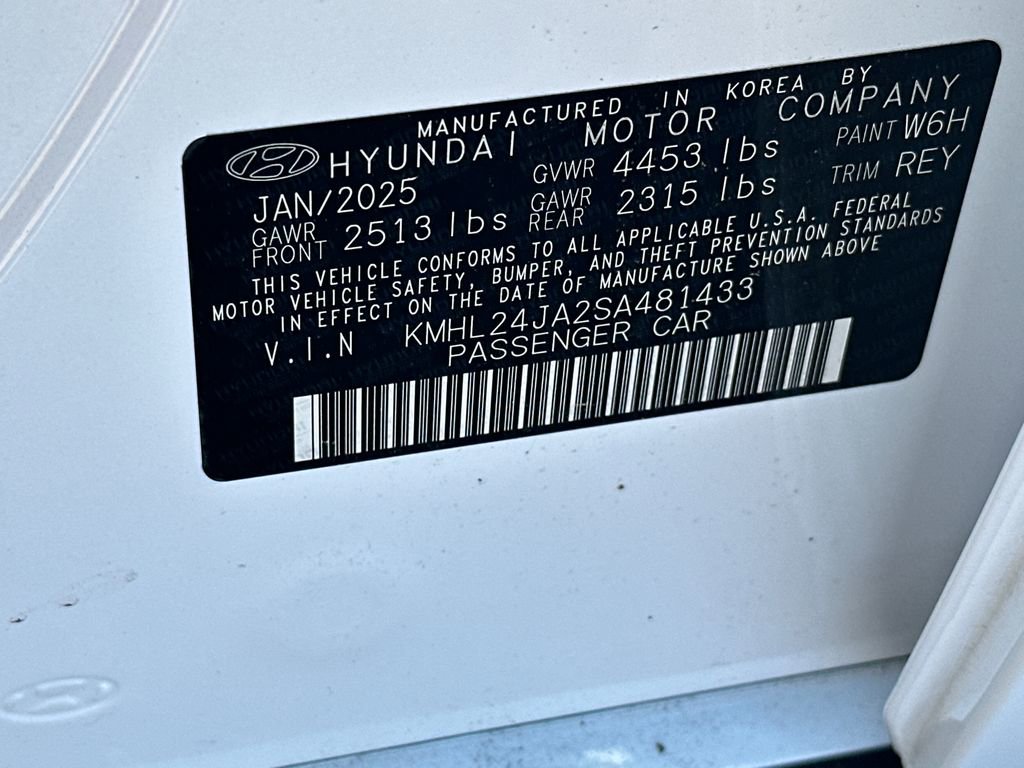 MANUFACTURED IN KOREA BY
HYUNDAI MOTOR COMPANY
JAN/2025 GVWR 4453 lbs PAINT W6H
GAWR FRONT 2513 lbs GAWR REAR 2315 lbs TRIM REY
THIS VEHICLE CONFORMS TO ALL APPLICABLE U.S.A. FEDERAL
MOTOR VEHICLE SAFETY, BUMPER, AND THEFT PREVENTION STANDARDS
IN EFFECT ON THE DATE OF MANUFACTURE SHOWN ABOVE
V.I.N KMHL24JA2SA481433
PASSENGER CAR